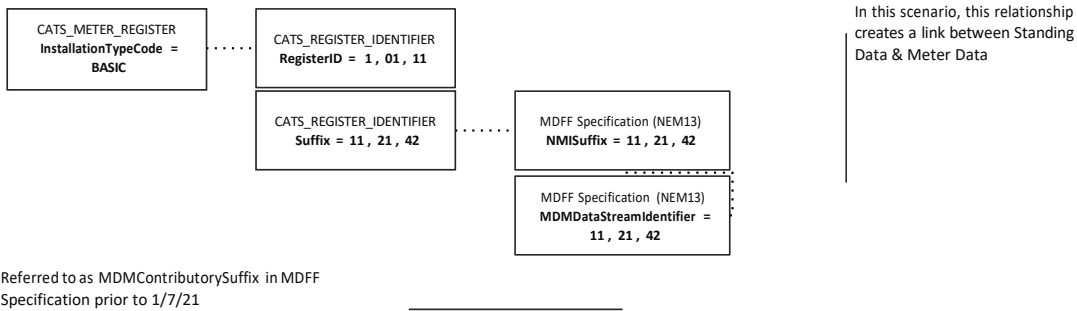 CATS_METER_REGISTER
InstallationTypeCode =
BASIC
CATS_REGISTER_IDENTIFIER
RegisterID = 1 , 01 , 11
CATS_REGISTER_IDENTIFIER
Suffix = 11 , 21 , 42
MDFF Specification (NEM13)
NMISuffix = 11 , 21 , 42
MDFF Specification (NEM13)
MDMDataStreamIdentifier =
11 , 21 , 42
In this scenario, this relationship
creates a link between Standing
Data & Meter Data
Referred to as MDMContributorySuffix in MDFF
Specification prior to 1/7/21